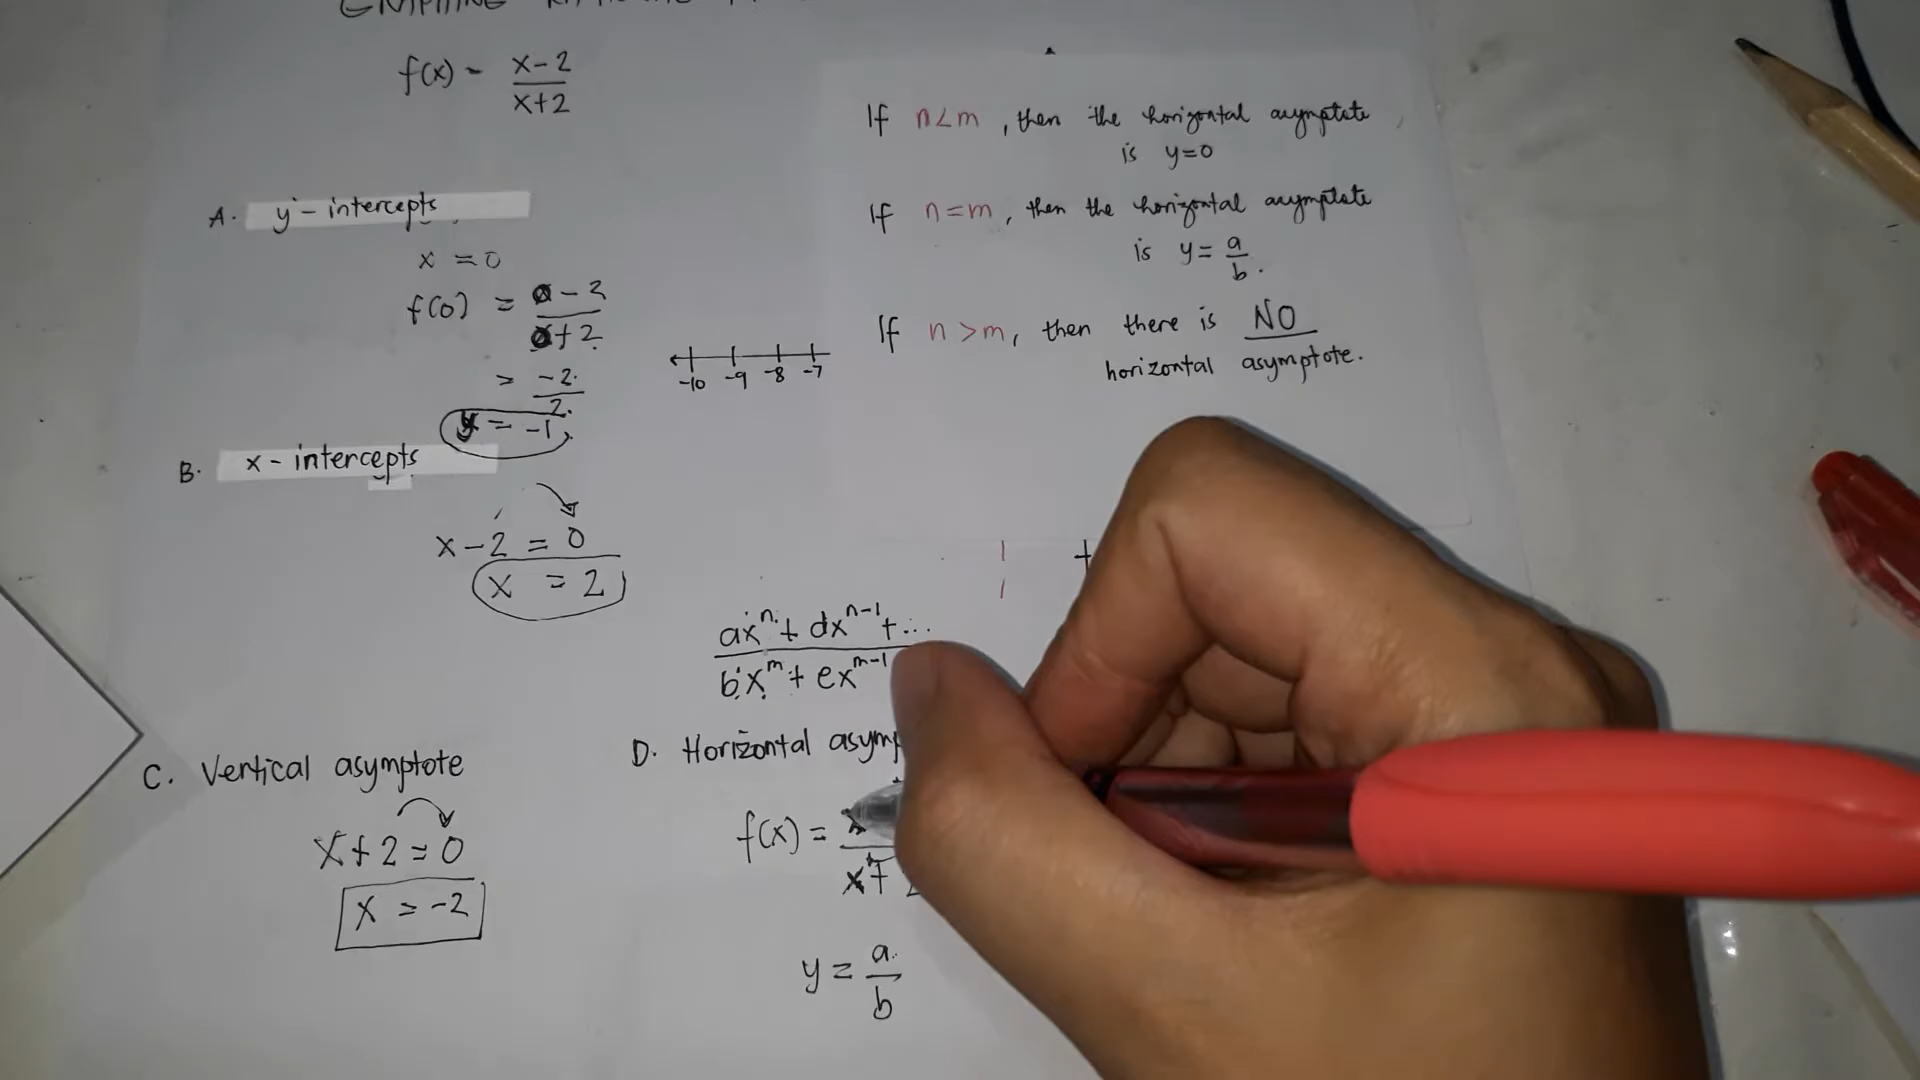 f(x) - x-2 / x+2
A. y-intercepts
x = 0
f(0) = 0-2 / 0+2
= -2 / 2
y = -1
B. x-intercepts
x-2 = 0
x = 2
-10 -9 -8 -7
If n<m, then the horizontal asymptote
is y=0
If n=m, then the horizontal asymptote
is y= a/b.
If n>m, then there is NO
horizontal asymptote.
ax^n + dx^n-1 + ...
bx^m + ex^m-1
C. Vertical asymptote
x+2=0
x = -2
D. Horizontal
f(x) =
x+
y = a/b